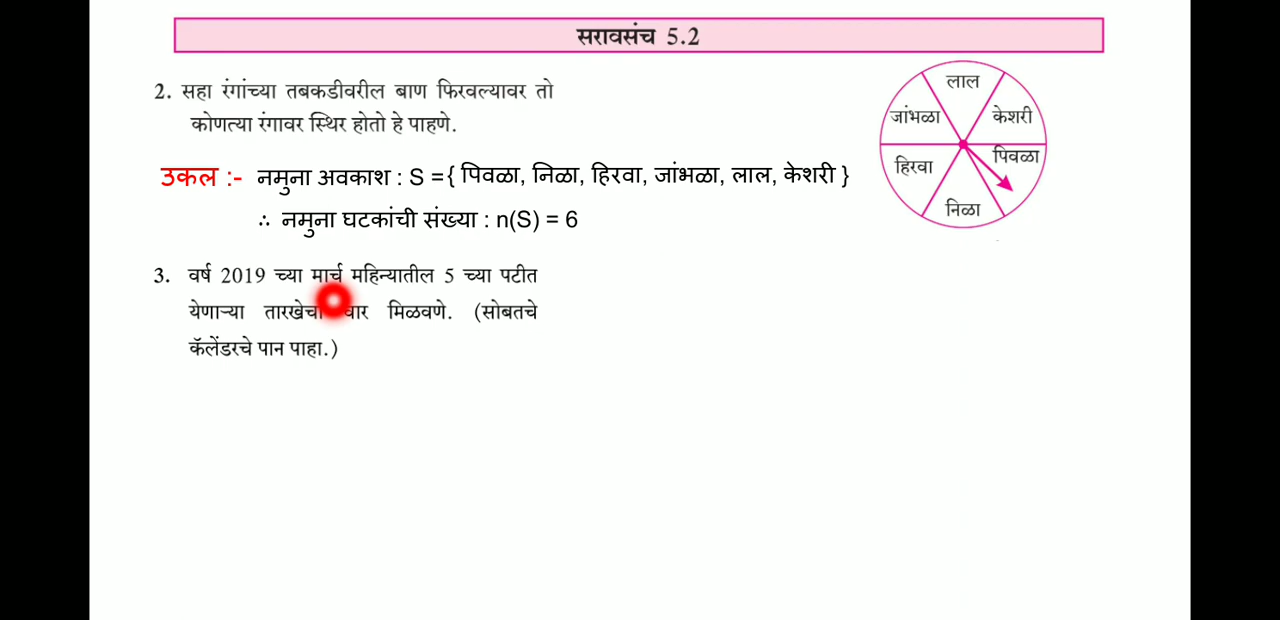 सरावसंच 5.2
2. सहा रंगांच्या तबकडीवरील बाण फिरवल्यावर तो
कोणत्या रंगावर स्थिर होतो हे पाहणे.
लाल
जांभळा
केशरी
हिरवा
पिवळा
निळा
उकल :- नमुना अवकाश : S ={ पिवळा, निळा, हिरवा, जांभळा, लाल, केशरी }
∴ नमुना घटकांची संख्या : n(S) = 6
3. वर्ष 2019 च्या मार्च महिन्यातील 5 च्या पटीत
येणाऱ्या तारखेचा वार मिळवणे. (सोबतचे
कॅलेंडरचे पान पाहा.)